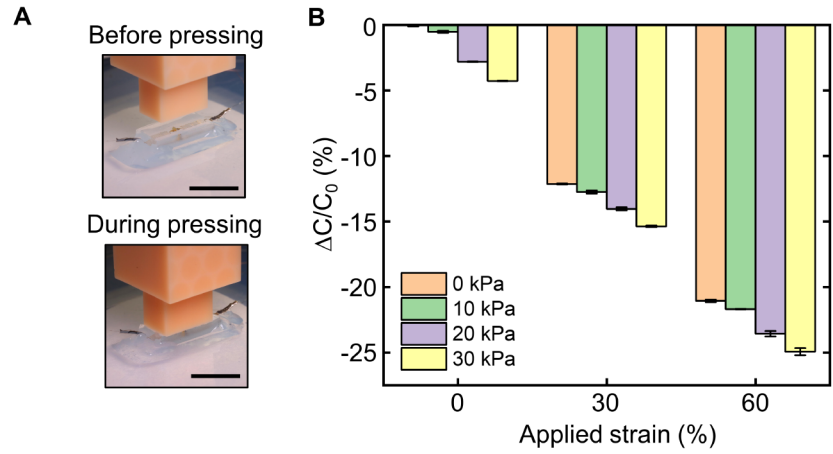 A
Before pressing
During pressing
B
0
-5
-10
-15
-20
-25
ΔC/C₀ (%)
0 kPa
10 kPa
20 kPa
30 kPa
0 30 60
Applied strain (%)